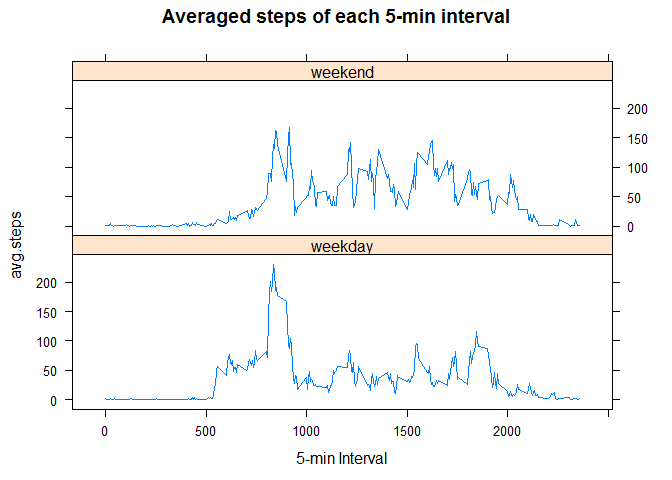 Averaged steps of each 5-min interval
weekend
200
150
100
50
0
avg.steps
weekday
200
150
100
50
0
0 500 1000 1500 2000
5-min Interval